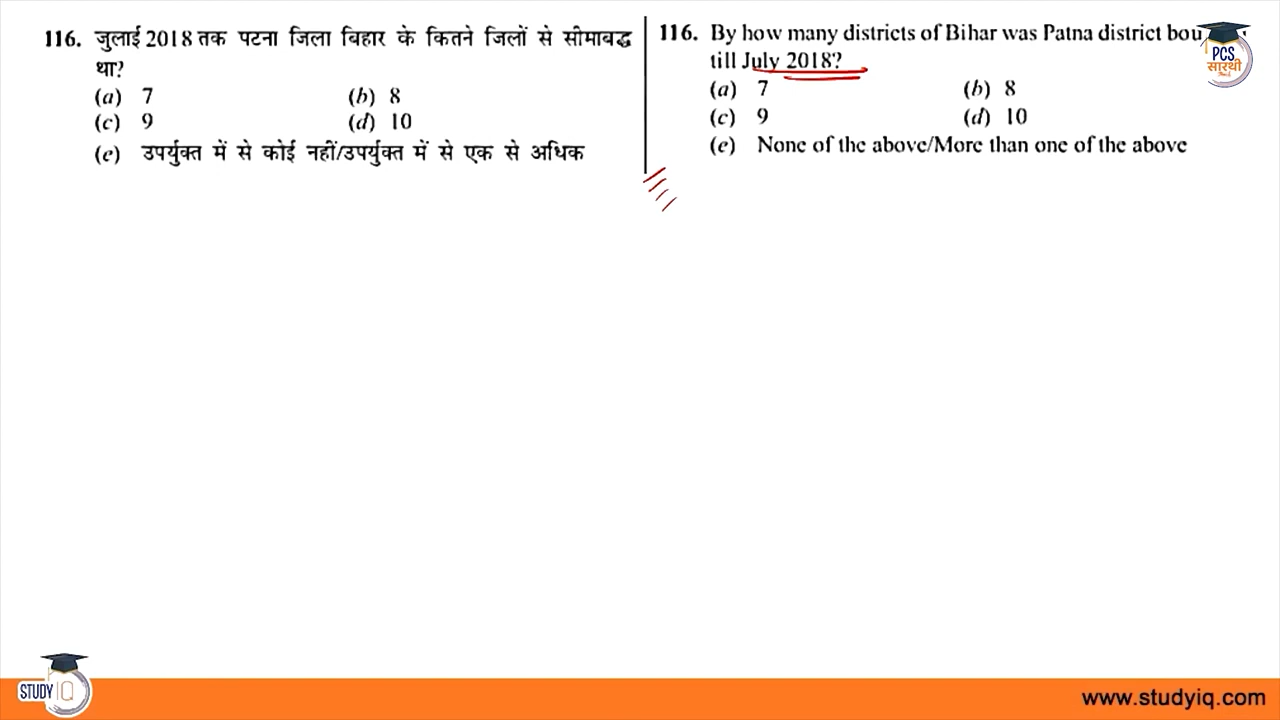 116. जुलाई 2018 तक पटना जिला बिहार के कितने जिलों से सीमाबद्ध
था?
(a) 7 (b) 8
(c) 9 (d) 10
(e) उपर्युक्त में से कोई नहीं/उपर्युक्त में से एक से अधिक
116. By how many districts of Bihar was Patna district
till July 2018?
(a) 7 (b) 8
(c) 9 (d) 10
(e) None of the above/More than one of the above
PCS
सारथी
STUDY IQ
www.studyiq.com